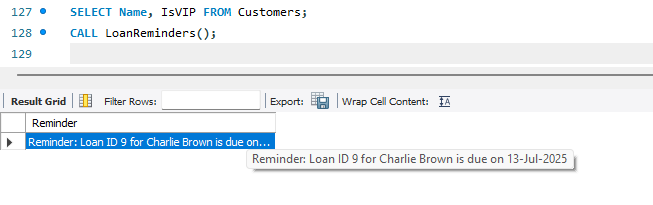 127 SELECT Name, IsVIP FROM Customers;
128 CALL LoanReminders();
129
Result Grid Filter Rows: Export: Wrap Cell Content:
Reminder
Reminder: Loan ID 9 for Charlie Brown is due on...
Reminder: Loan ID 9 for Charlie Brown is due on 13-Jul-2025